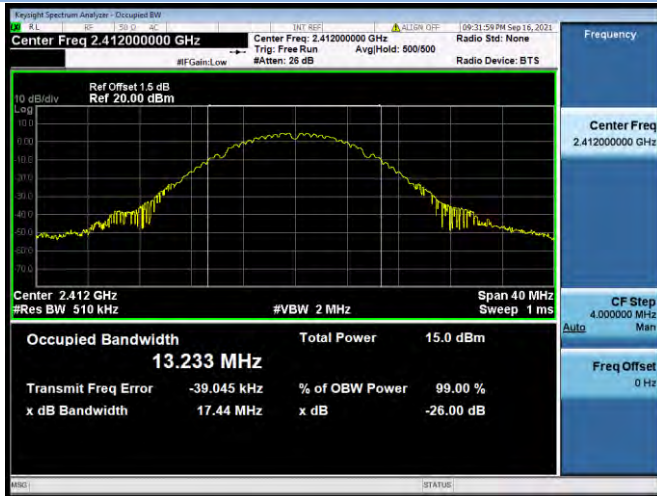 Keysight Spectrum Analyzer - Occupied BW
RL RF 50 Ω AC INT REF ALIGN OFF 09:31:59 PM Sep 16, 2021
Center Freq 2.412000000 GHz
Center Freq: 2.412000000 GHz
Radio Std: None
Trig: Free Run Avg|Hold: 500/500
#IFGain:Low
#Atten: 26 dB
Radio Device: BTS
Frequency
Ref Offset 1.5 dB
10 dB/div Ref 20.00 dBm
Log
10.0
0.00
-10.0
-20.0
-30.0
-40.0
-50.0
-60.0
-70.0
Center 2.412 GHz Span 40 MHz
#Res BW 510 kHz #VBW 2 MHz Sweep 1 ms
Occupied Bandwidth Total Power 15.0 dBm
13.233 MHz
Transmit Freq Error -39.045 kHz % of OBW Power 99.00 %
x dB Bandwidth 17.44 MHz x dB -26.00 dB
Center Freq
2.412000000 GHz
CF Step
4.000000 MHz
Auto Man
Freq Offset
0 Hz
MSG STATUS